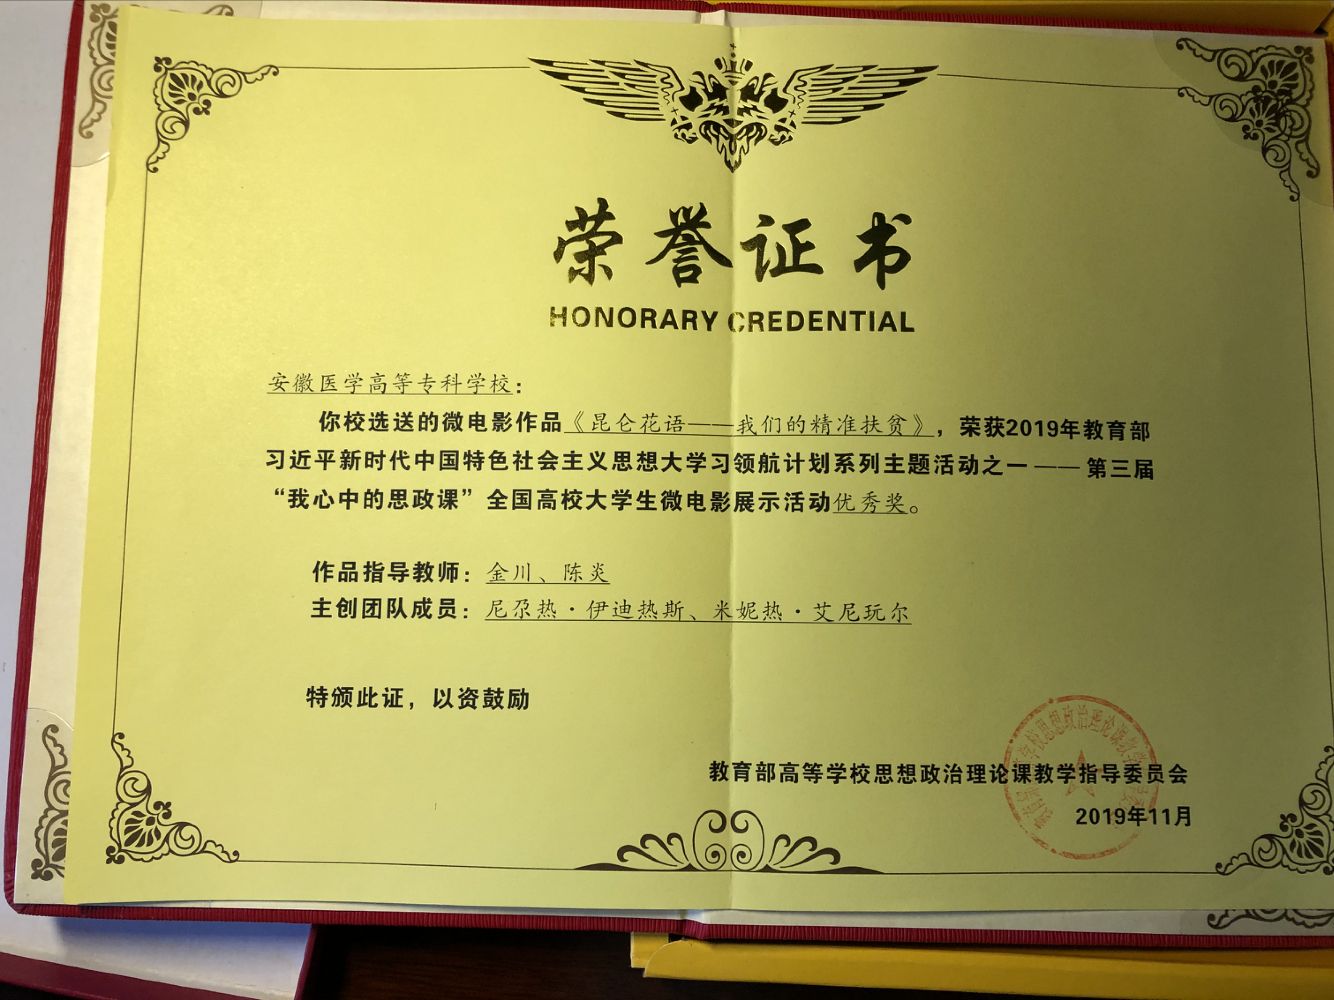 荣誉证书
HONORARY CREDENTIAL
安徽医学高等专科学校：
你校选送的微电影作品《昆仑花语——我们的精准扶贫》，荣获2019年教育部
习近平新时代中国特色社会主义思想大学习领航计划系列主题活动之一——第三届
“我心中的思政课”全国高校大学生微电影展示活动优秀奖。
作品指导教师：金川、陈炎
主创团队成员：尼尕热·伊迪热斯、米妮热·艾尼玩尔
特颁此证，以资鼓励
教育部高等学校思想政治理论课教学指导委员会
2019年11月